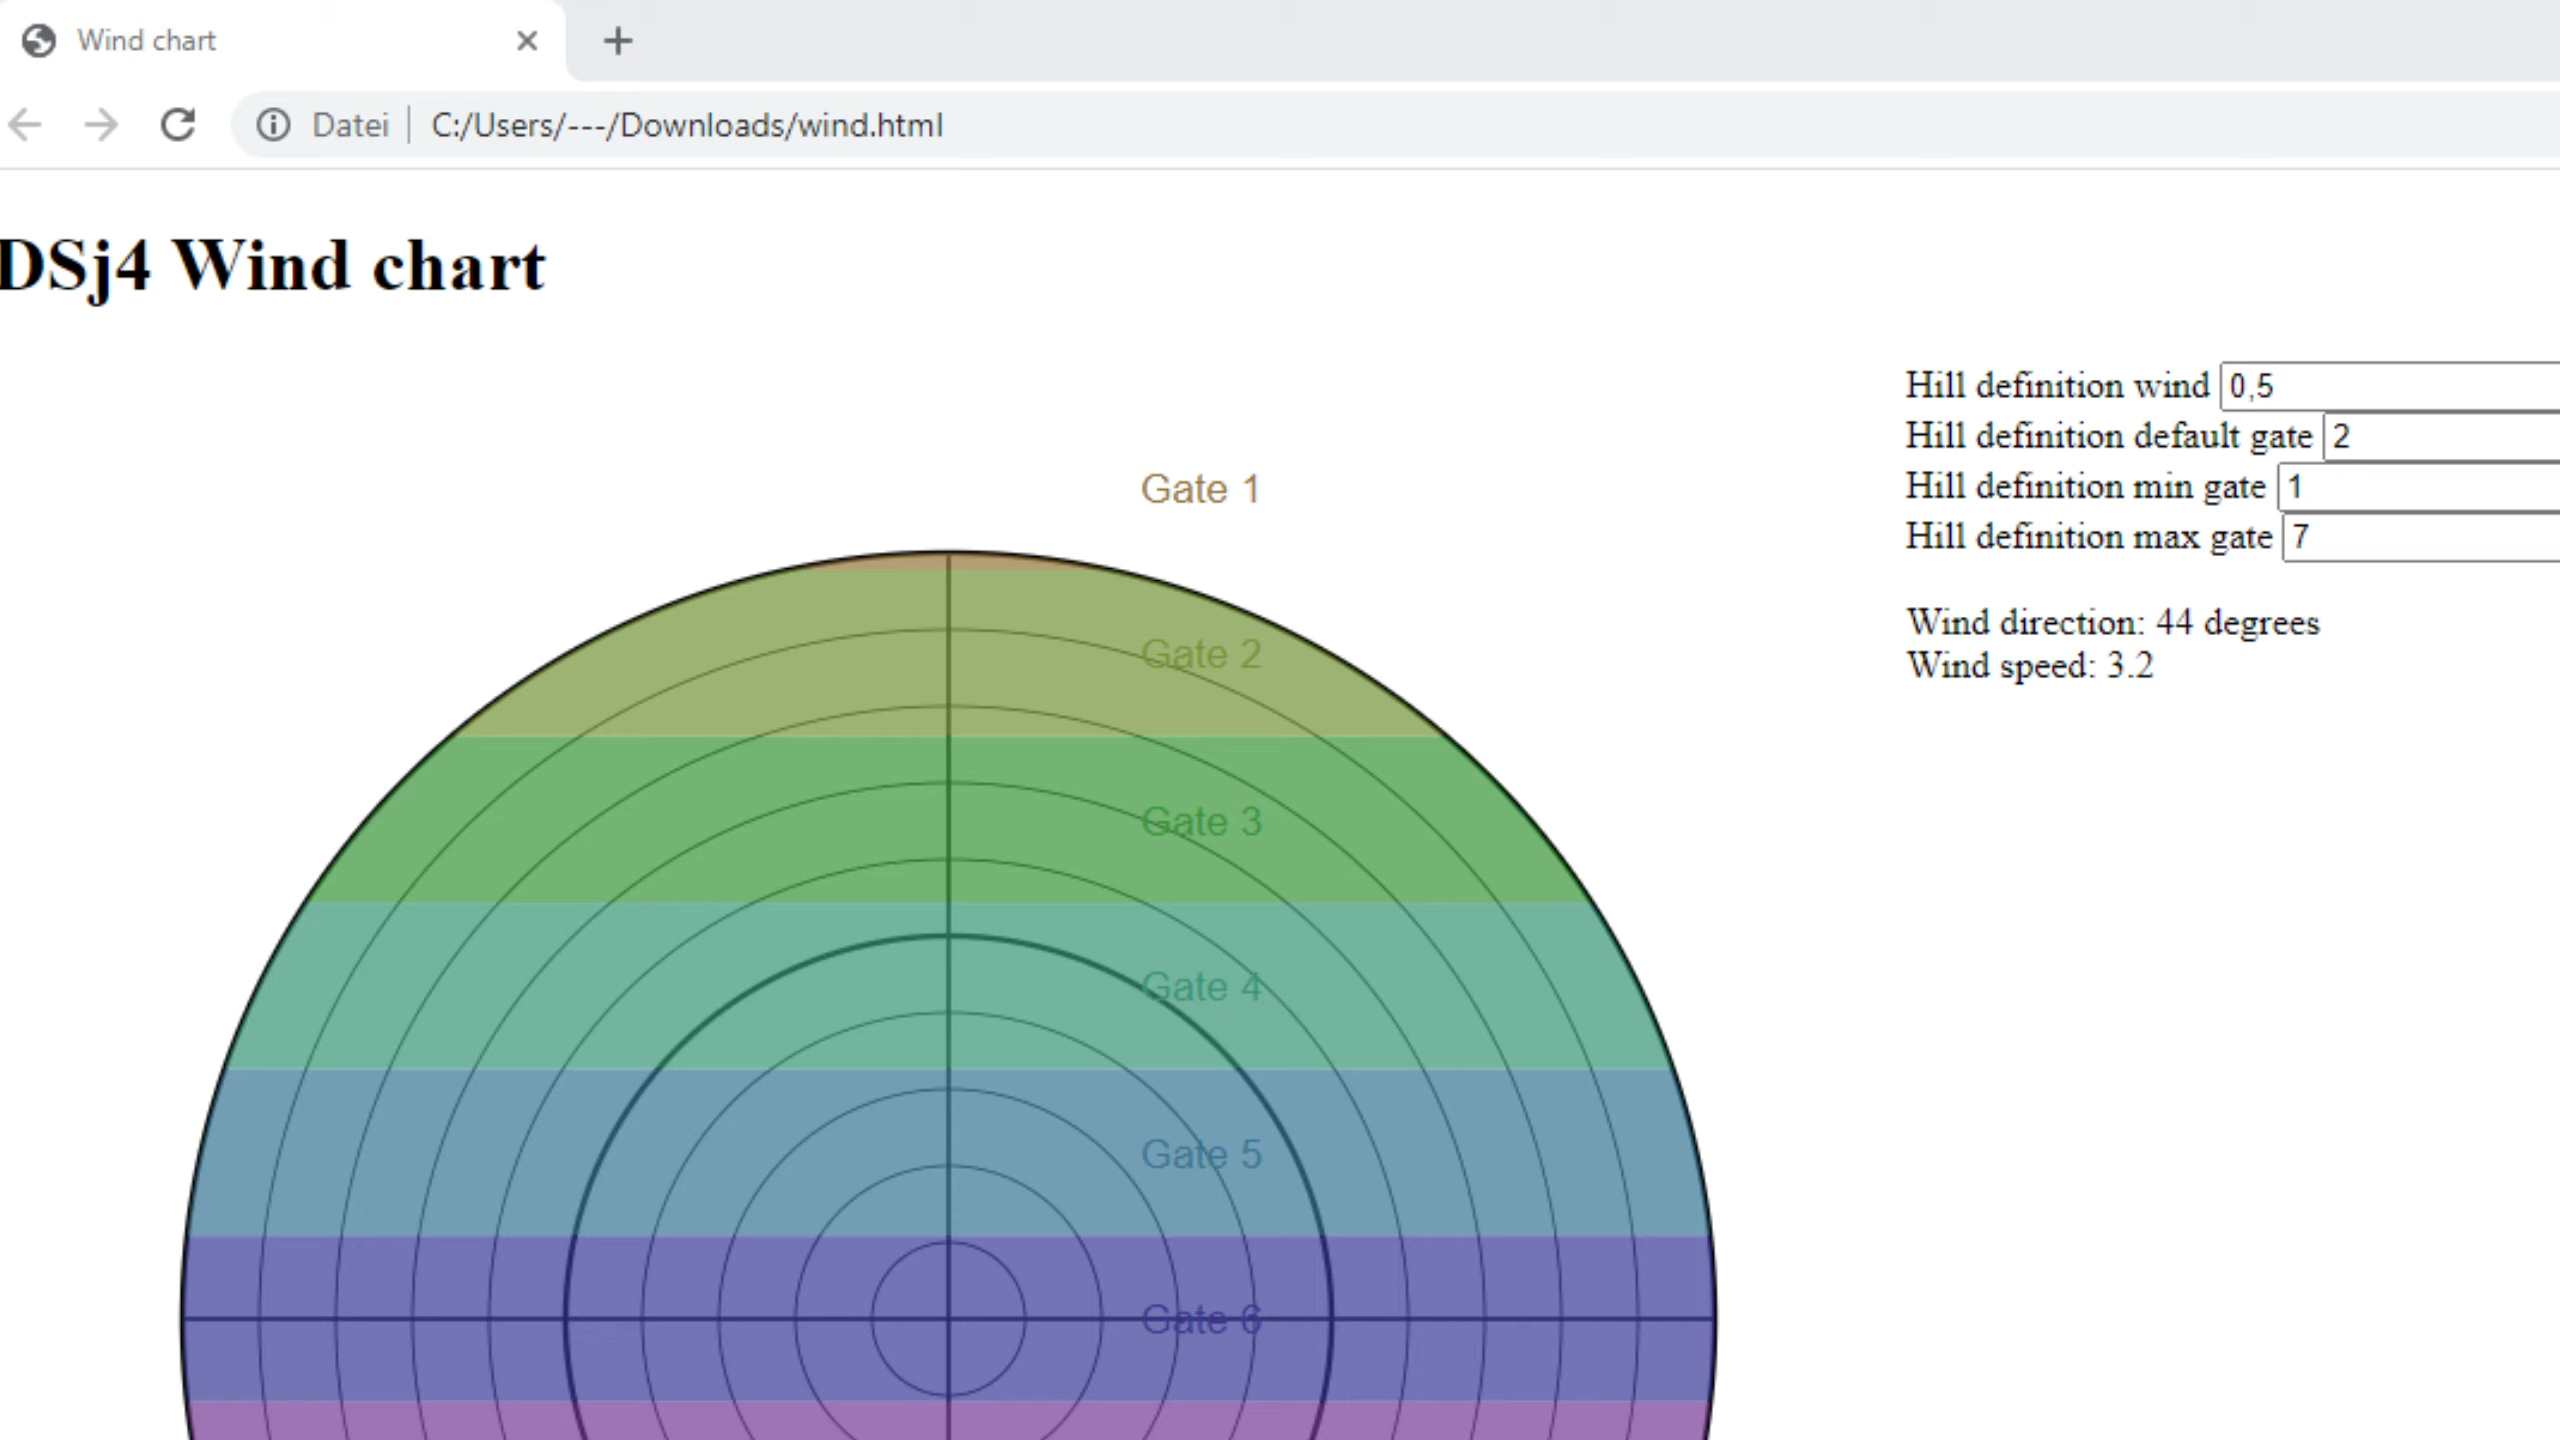 Wind chart
Datei | C:/Users/---/Downloads/wind.html
DSj4 Wind chart
Hill definition wind 0,5
Hill definition default gate 2
Hill definition min gate 1
Hill definition max gate 7
Wind direction: 44 degrees
Wind speed: 3.2
Gate 1
Gate 2
Gate 3
Gate 4
Gate 5
Gate 6